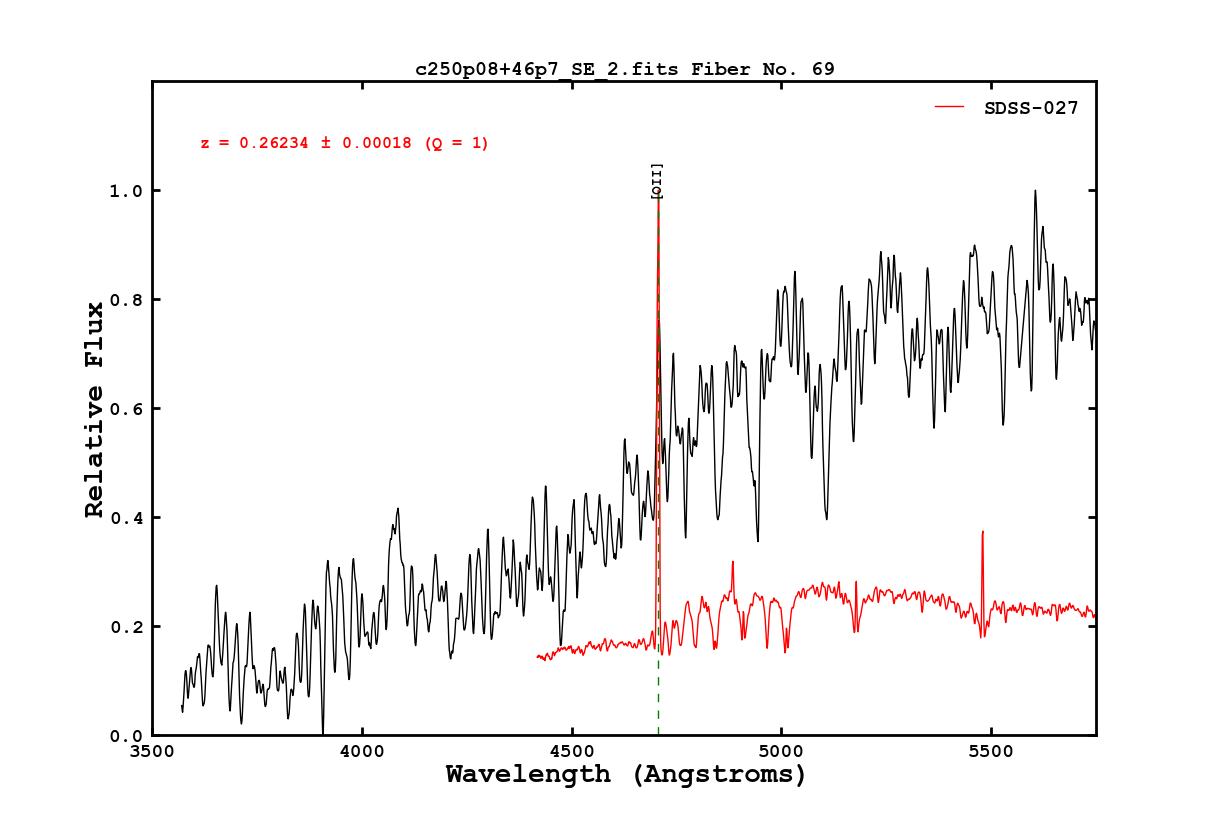 c250p08+46p7_SE_2.fits Fiber No. 69
SDSS-027
z = 0.26234 ± 0.00018 (Q = 1)
[OII]
1.0
0.8
0.6
0.4
0.2
0.0
Relative Flux
3500 4000 4500 5000 5500
Wavelength (Angstroms)